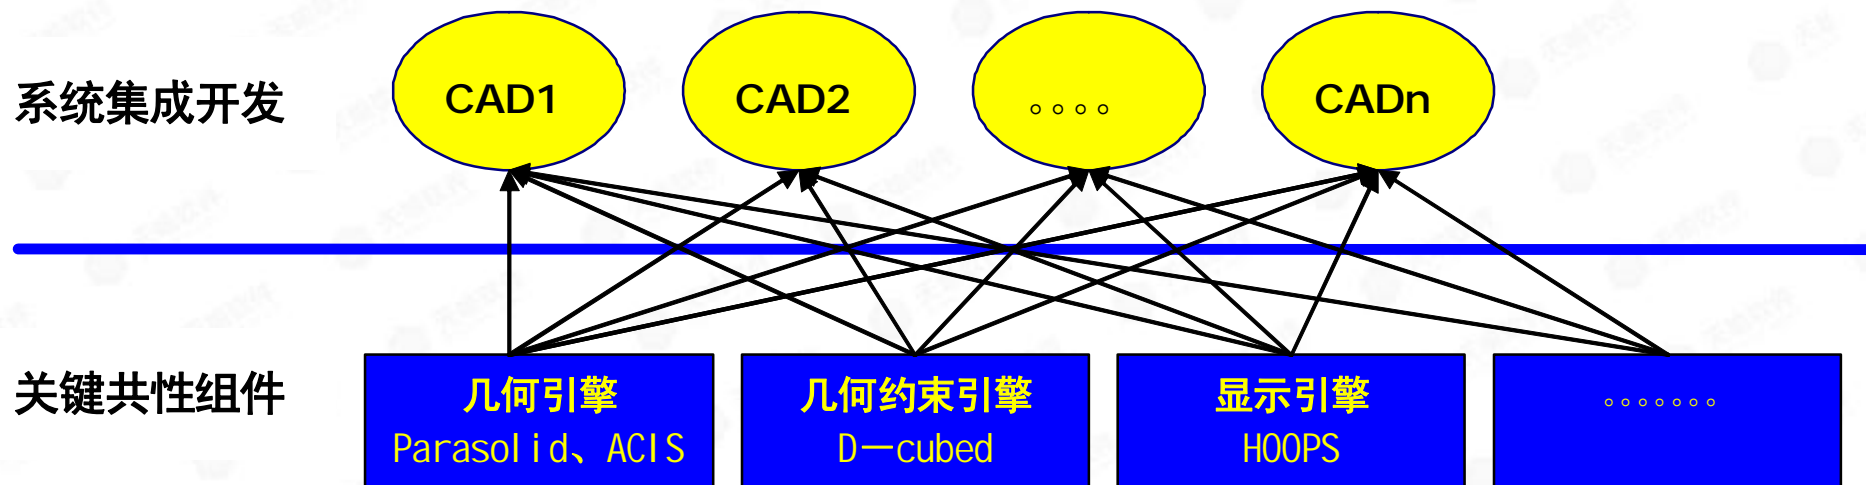 系统集成开发
CAD1
CAD2
。。。。
CADn
关键共性组件
几何引擎
Parasolid、ACIS
几何约束引擎
D－cubed
显示引擎
HOOPS
。。。。。。。